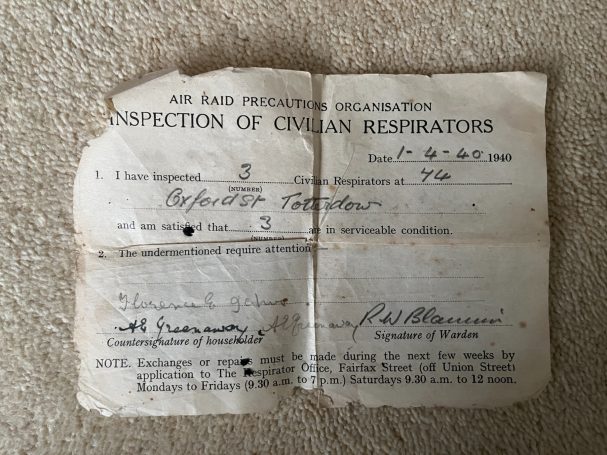 AIR RAID PRECAUTIONS ORGANISATION
INSPECTION OF CIVILIAN RESPIRATORS
Date 1-4-40 1940
1. I have inspected 3 Civilian Respirators at 74
(NUMBER)
Oxford St Totterdow
and am satisfied that 3 are in serviceable condition.
(NUMBER)
2. The undermentioned require attention—
Florence E
AE Greenaway AE Greenaway R W
Countersignature of householder Signature of Warden
NOTE. Exchanges or repairs must be made during the next few weeks by
application to The Respirator Office, Fairfax Street (off Union Street)
Mondays to Fridays (9.30 a.m. to 7 p.m.) Saturdays 9.30 a.m. to 12 noon.